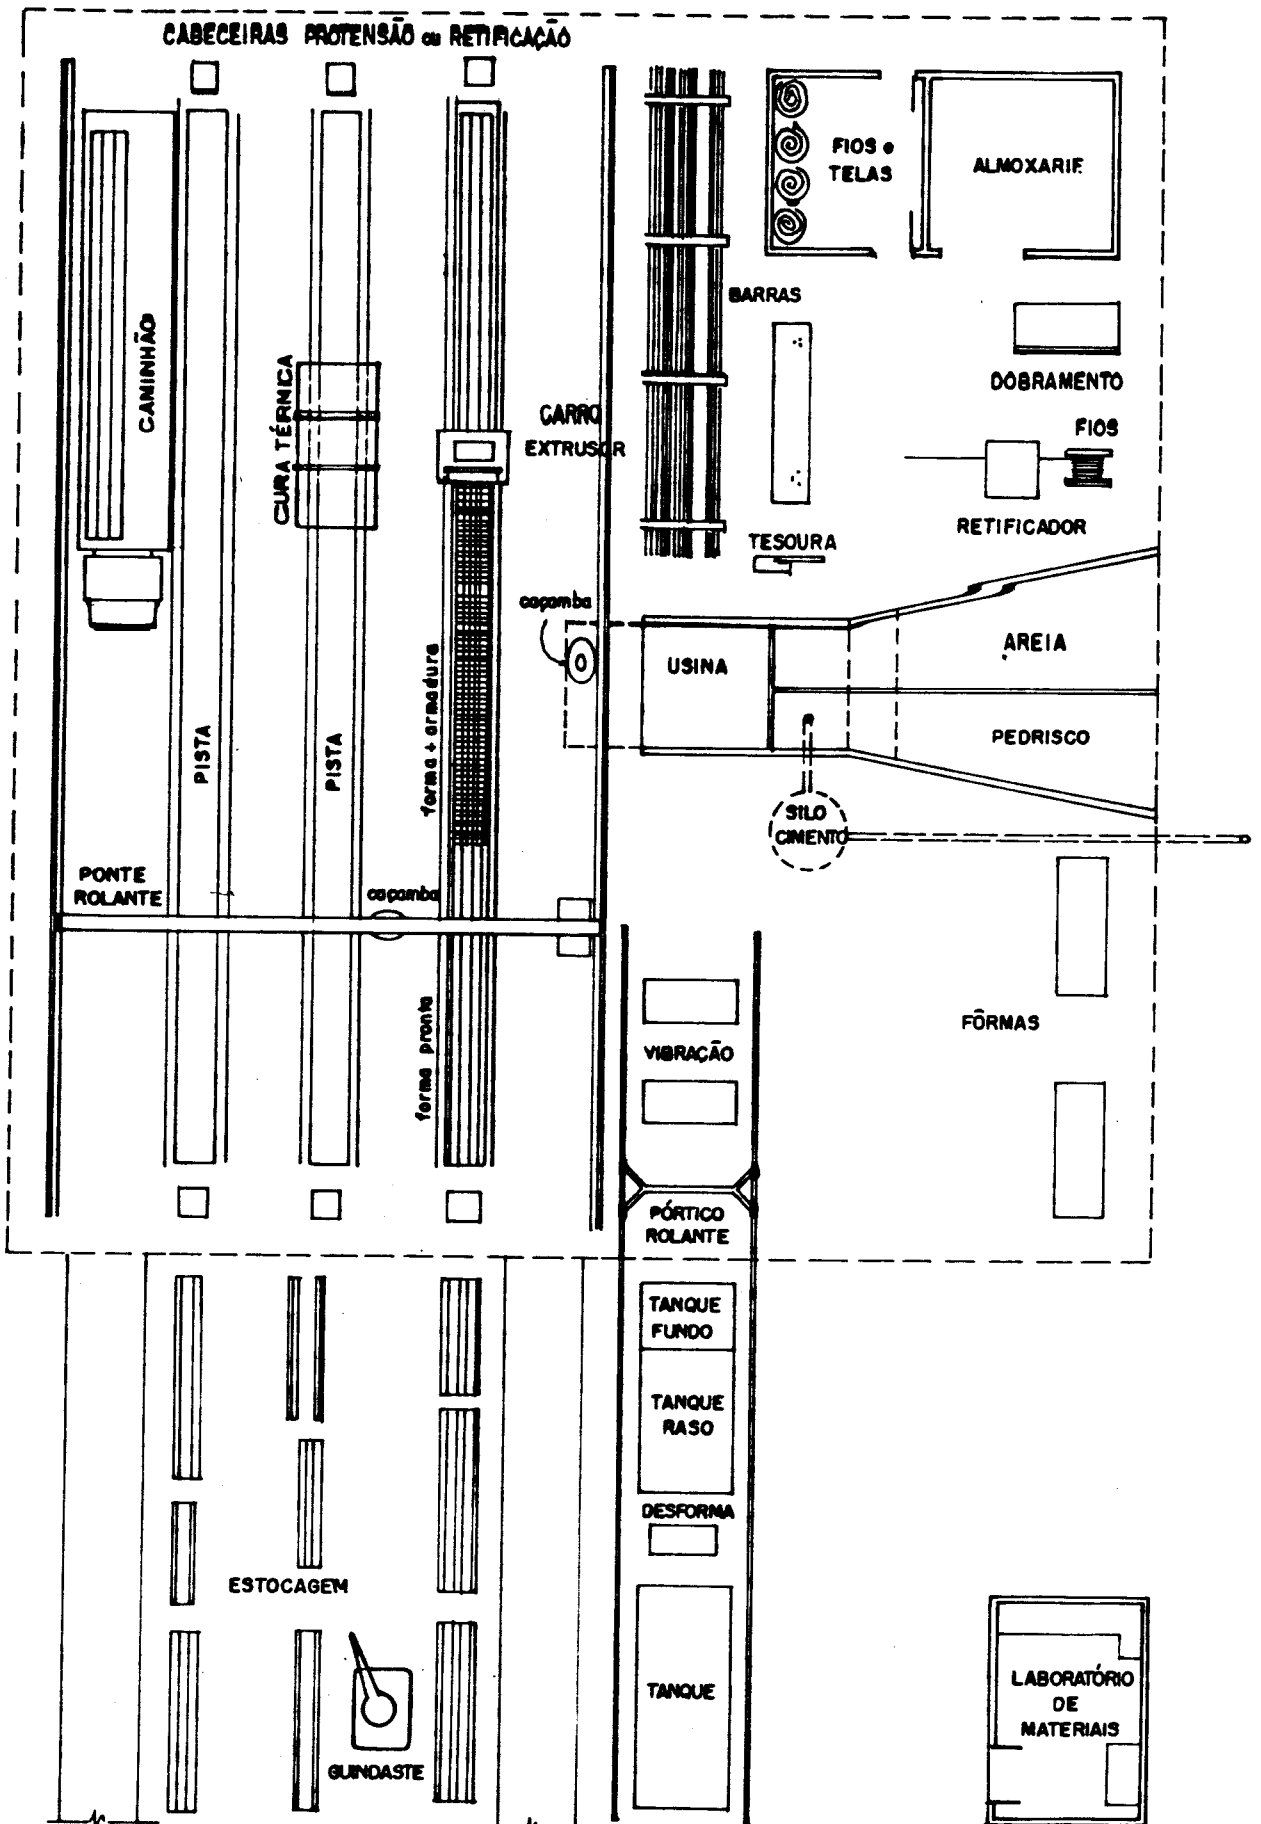 CABECEIRAS PROTENSÃO ou RETIFICAÇÃO
FIOS e
TELAS
ALMOXARIF.
BARRAS
CAMINHÃO
CURA TÉRMICA
CARRO
EXTRUSOR
DOBRAMENTO
FIOS
RETIFICADOR
TESOURA
caçamba
USINA
AREIA
PEDRISCO
SILO
CIMENTO
PISTA
PISTA
forma + armadura
PONTE
ROLANTE
caçamba
forma pronta
VIBRAÇÃO
FÔRMAS
PÓRTICO
ROLANTE
TANQUE
FUNDO
TANQUE
RASO
DESFORMA
ESTOCAGEM
TANQUE
GUINDASTE
LABORATÓRIO
DE
MATERIAIS